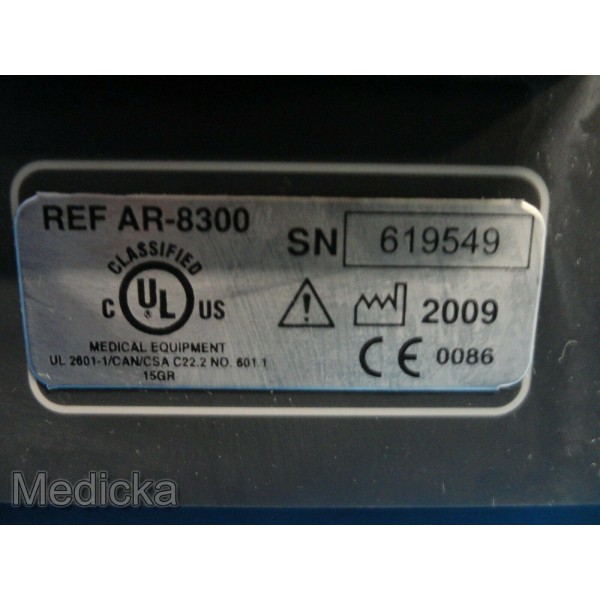 REF AR-8300
SN 619549
CLASSIFIED
C UL US
®
2009
MEDICAL EQUIPMENT
UL 2601-1/CAN/CSA C22.2 NO. 601.1
15GR
CE 0086
Medicka